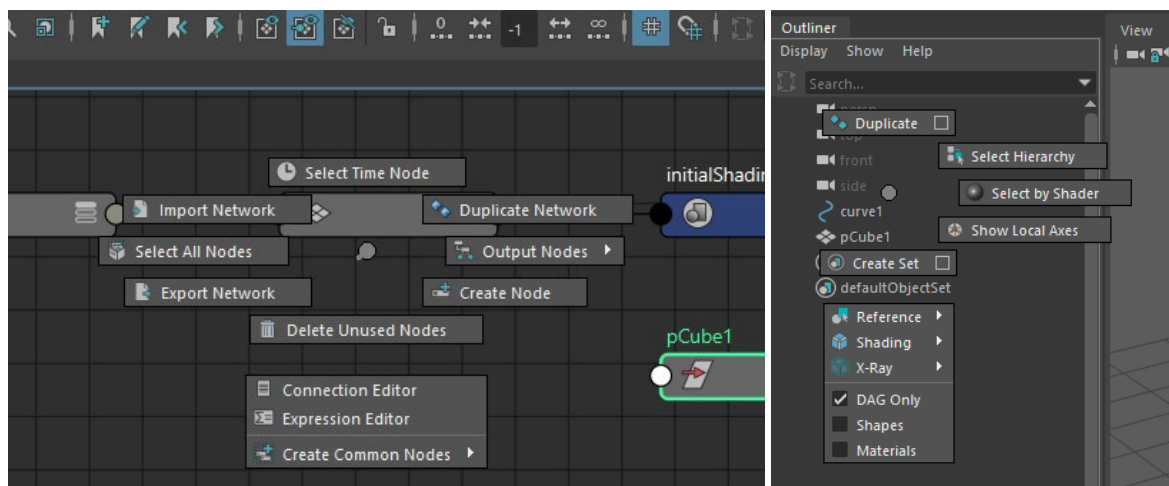 -1
Select Time Node
Import Network
Duplicate Network
Select All Nodes
Output Nodes
Export Network
Create Node
Delete Unused Nodes
Connection Editor
Expression Editor
Create Common Nodes
initialShadin
pCube1
Outliner
View
Display Show Help
Search...
persp
Duplicate
top
front
Select Hierarchy
side
Select by Shader
curve1
pCube1
Show Local Axes
Create Set
defaultObjectSet
Reference
Shading
X-Ray
DAG Only
Shapes
Materials